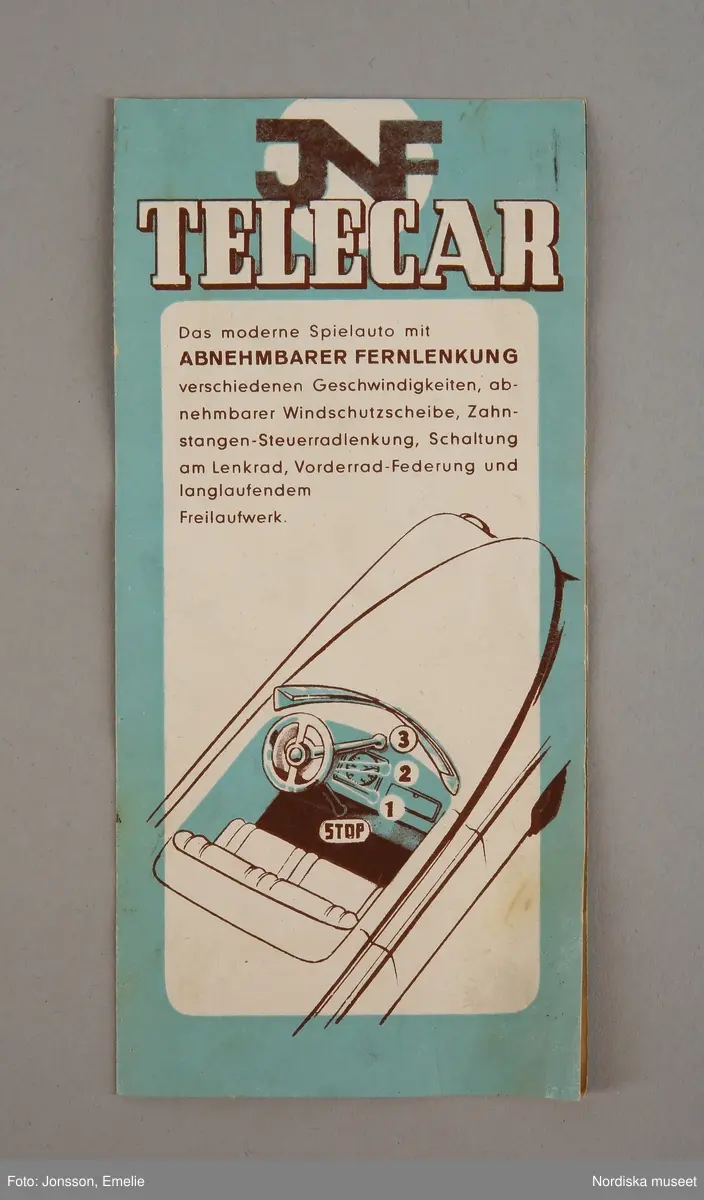 JNF
TELECAR
Das moderne Spielauto mit
ABNEHMBARER FERNLENKUNG
verschiedenen Geschwindigkeiten, ab-
nehmbarer Windschutzscheibe, Zahn-
stangen-Steuerradlenkung, Schaltung
am Lenkrad, Vorderrad-Federung und
langlaufendem
Freilaufwerk.
3
2
1
STOP
Foto: Jonsson, Emelie
Nordiska museet